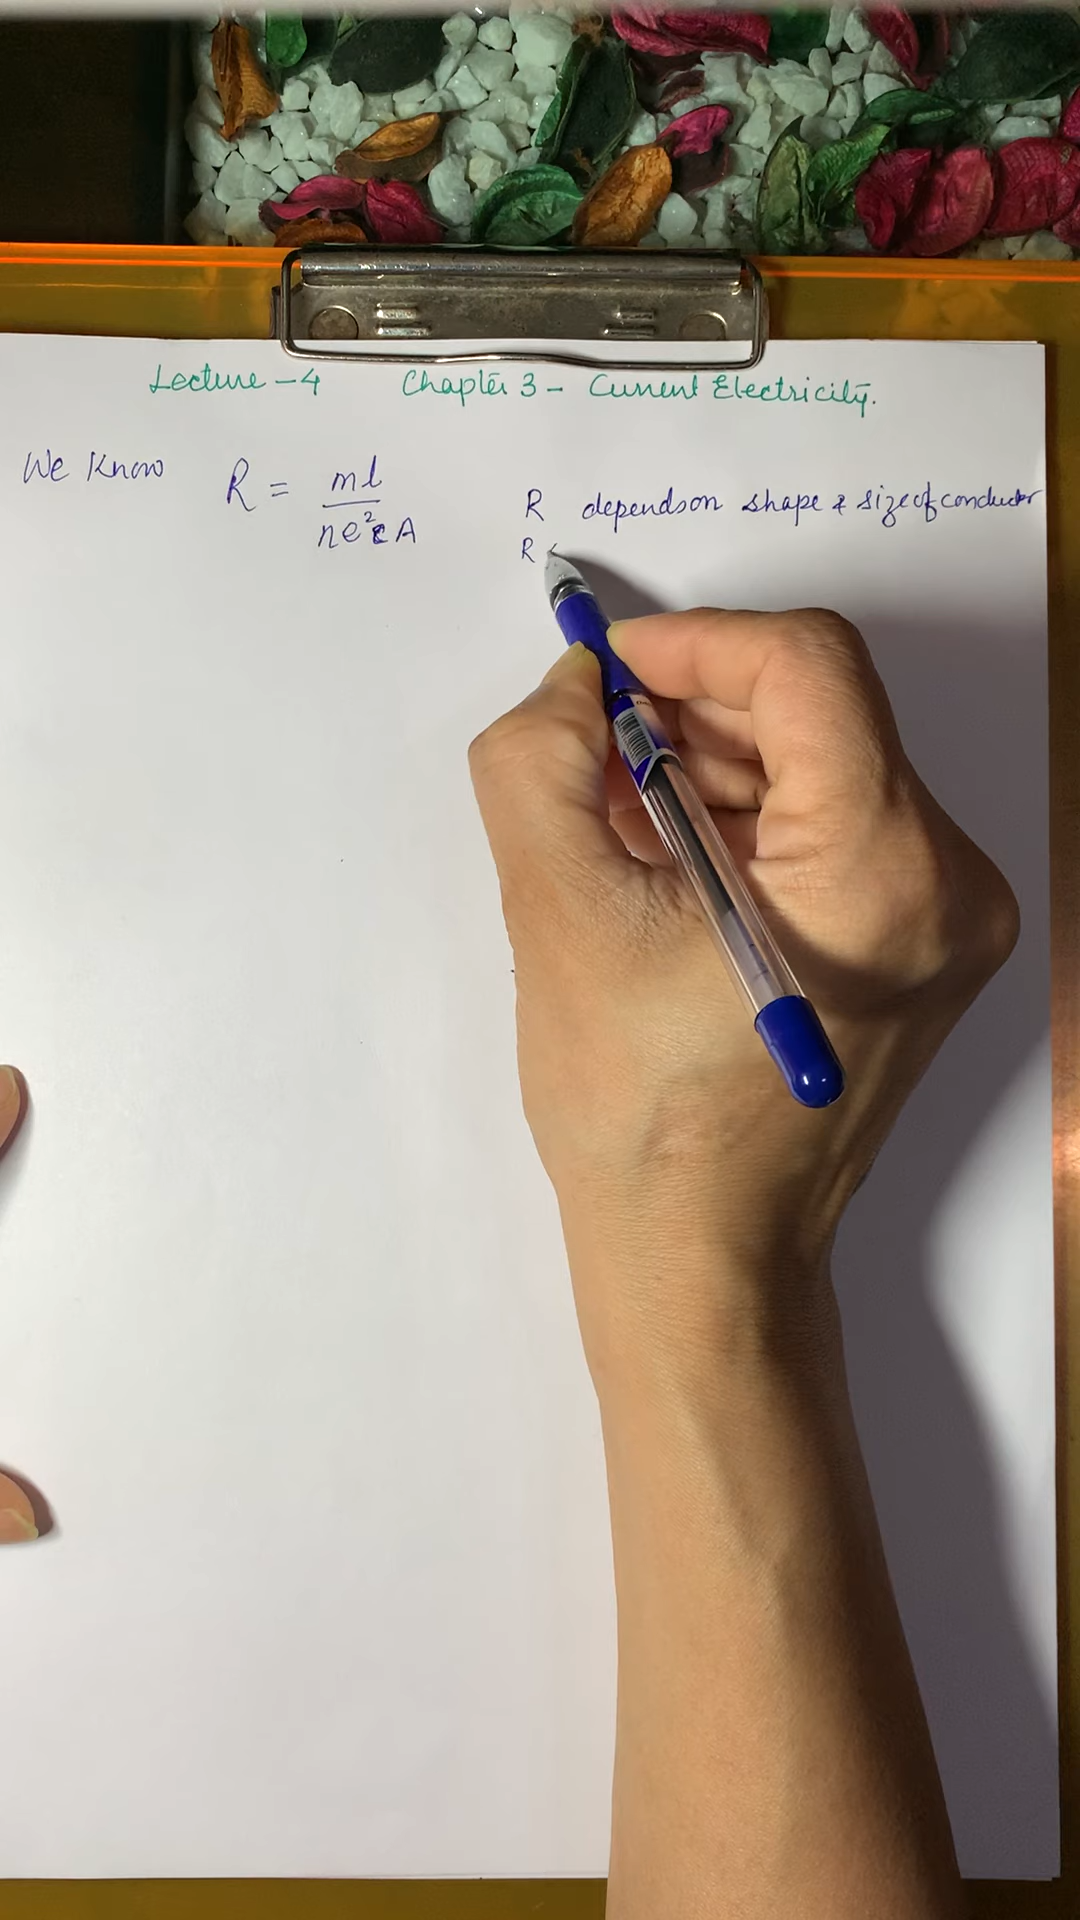 Lecture - 4 Chapter 3 - Current Electricity.
We Know R = ml / ne²τA
R depends on shape & size of conductor
R